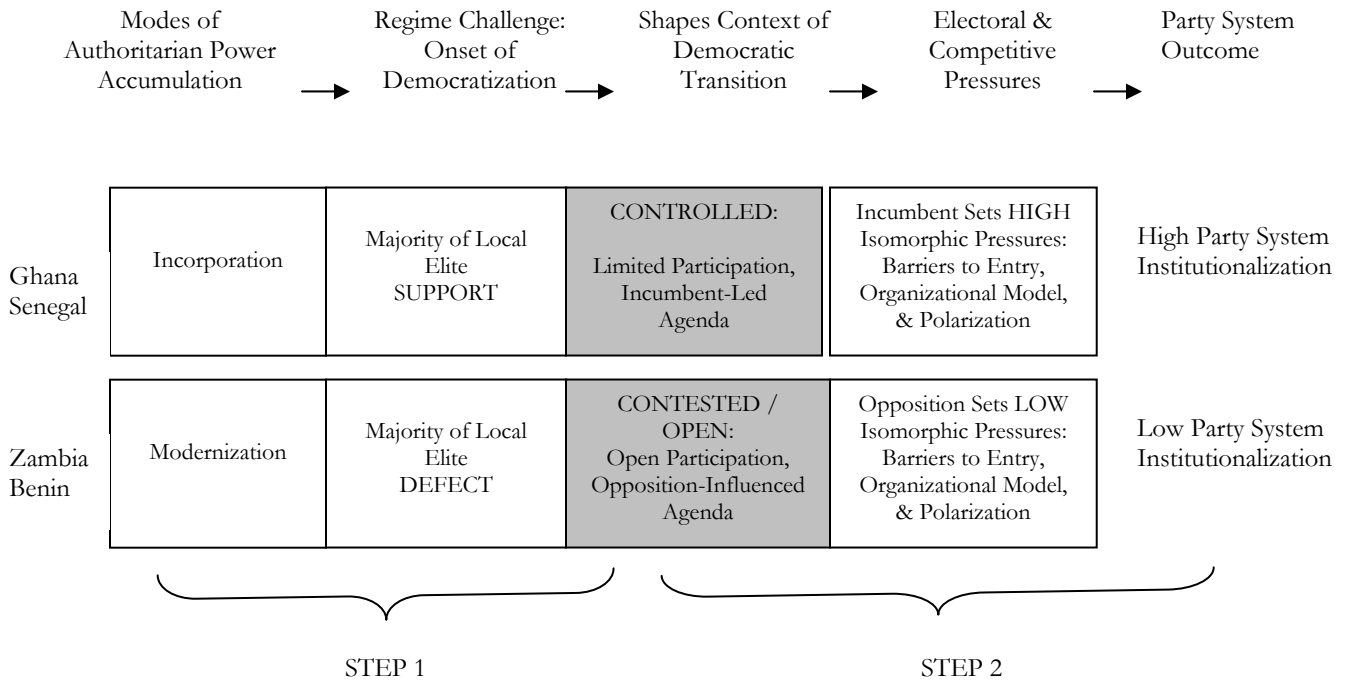 Modes of
Authoritarian Power
Accumulation
Regime Challenge:
Onset of
Democratization
Shapes Context of
Democratic
Transition
Electoral &
Competitive
Pressures
Party System
Outcome
Ghana
Senegal
Incorporation
Majority of Local
Elite
SUPPORT
CONTROLLED:
Limited Participation,
Incumbent-Led
Agenda
Incumbent Sets HIGH
Isomorphic Pressures:
Barriers to Entry,
Organizational Model,
& Polarization
High Party System
Institutionalization
Zambia
Benin
Modernization
Majority of Local
Elite
DEFECT
CONTESTED /
OPEN:
Open Participation,
Opposition-Influenced
Agenda
Opposition Sets LOW
Isomorphic Pressures:
Barriers to Entry,
Organizational Model,
& Polarization
Low Party System
Institutionalization
STEP 1
STEP 2